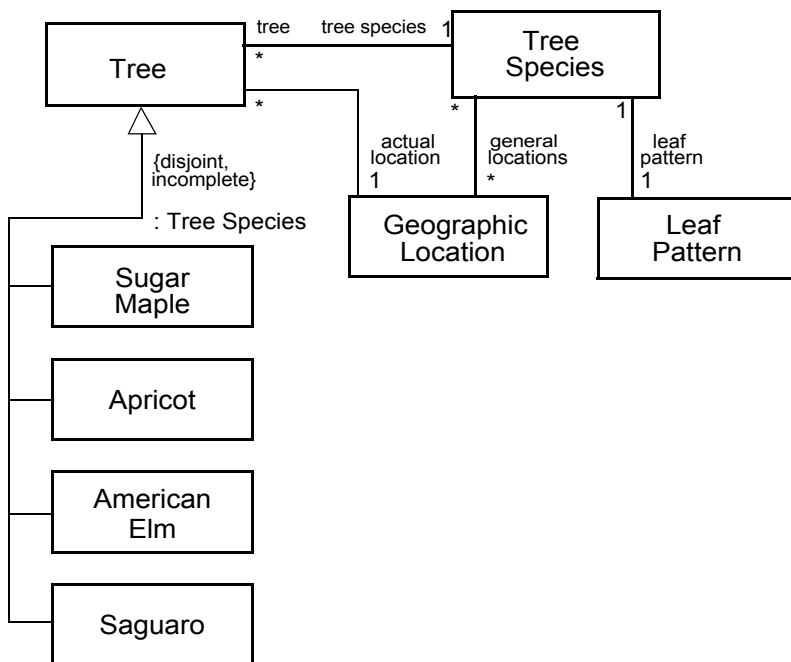 tree tree species 1
Tree
Species
Tree
*
*
*
1
actual
location
general
locations
leaf
pattern
{disjoint,
incomplete}
1
*
1
: Tree Species
Geographic
Location
Leaf
Pattern
Sugar
Maple
Apricot
American
Elm
Saguaro